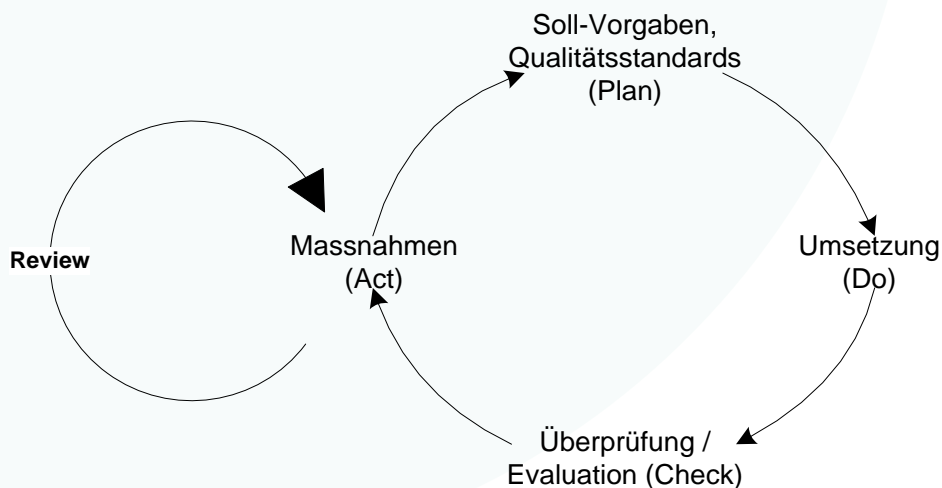 Soll-Vorgaben,
Qualitätsstandards
(Plan)
Massnahmen
(Act)
Umsetzung
(Do)
Review
Überprüfung /
Evaluation (Check)